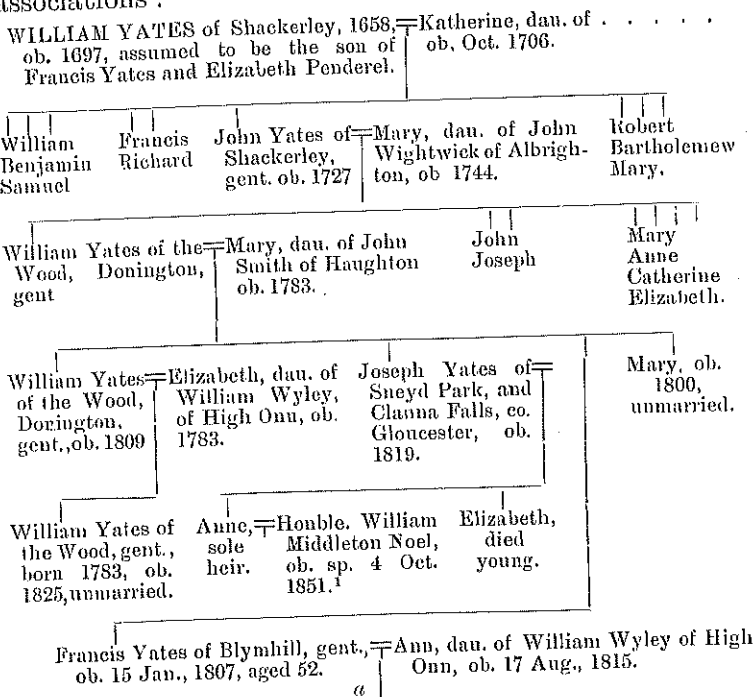 associations :
WILLIAM YATES of Shackerley, 1658,
ob. 1697, assumed to be the son of
Francis Yates and Elizabeth Penderel.
Katherine, dau. of . . . . .
ob. Oct. 1706.
William
Benjamin
Samuel
Francis
Richard
John Yates of
Shackerley,
gent. ob. 1727
Mary, dau. of John
Wightwick of Albrigh-
ton, ob 1744.
Robert
Bartholemew
Mary.
William Yates of the
Wood, Donington,
gent
Mary, dau. of John
Smith of Haughton
ob. 1783.
John
Joseph
Mary
Anne
Catherine
Elizabeth.
William Yates
of the Wood,
Donington,
gent., ob. 1809
Elizabeth, dau. of
William Wyley,
of High Onn, ob.
1783.
Joseph Yates of
Sneyd Park, and
Clanna Falls, co.
Gloucester, ob.
1819.
Mary, ob.
1800,
unmarried.
William Yates of
the Wood, gent.,
born 1783, ob.
1825, unmarried.
Anne,
sole
heir.
Honble. William
Middleton Noel,
ob. sp. 4 Oct.
1851.¹
Elizabeth,
died
young.
Francis Yates of Blymhill, gent.,
ob. 15 Jan., 1807, aged 52.
Ann, dau. of William Wyley of High
Onn, ob. 17 Aug., 1815.
a